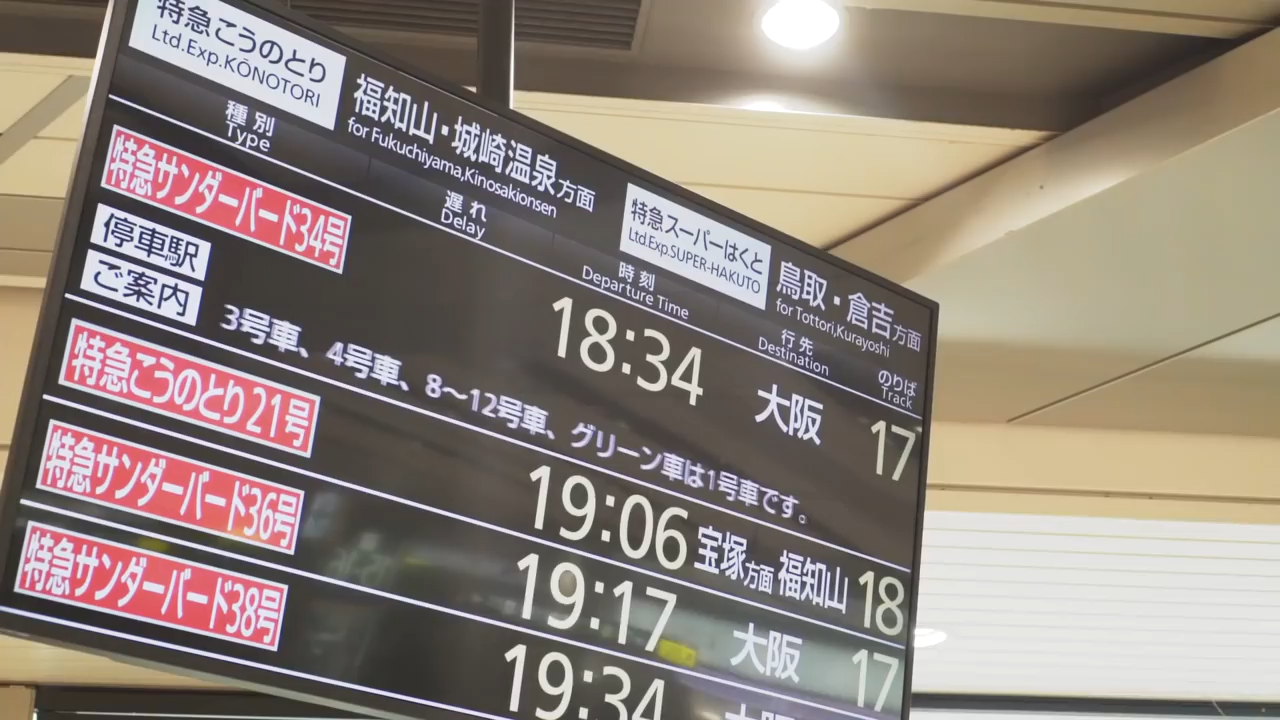 特急こうのとり
Ltd.Exp.KŌNOTORI
福知山・城崎温泉方面
for Fukuchiyama,Kinosakionsen
特急スーパーはくと
Ltd.Exp.SUPER-HAKUTO
鳥取・倉吉方面
for Tottori,Kurayoshi
種別 遅れ 時刻 行先 のりば
Type Delay Departure Time Destination Track
特急サンダーバード34号 18:34 大阪 17
停車駅
ご案内
3号車、4号車、8〜12号車、グリーン車は1号車です。
特急こうのとり21号 19:06 宝塚方面 福知山 18
特急サンダーバード36号 19:17 大阪 17
特急サンダーバード38号 19:34 大阪